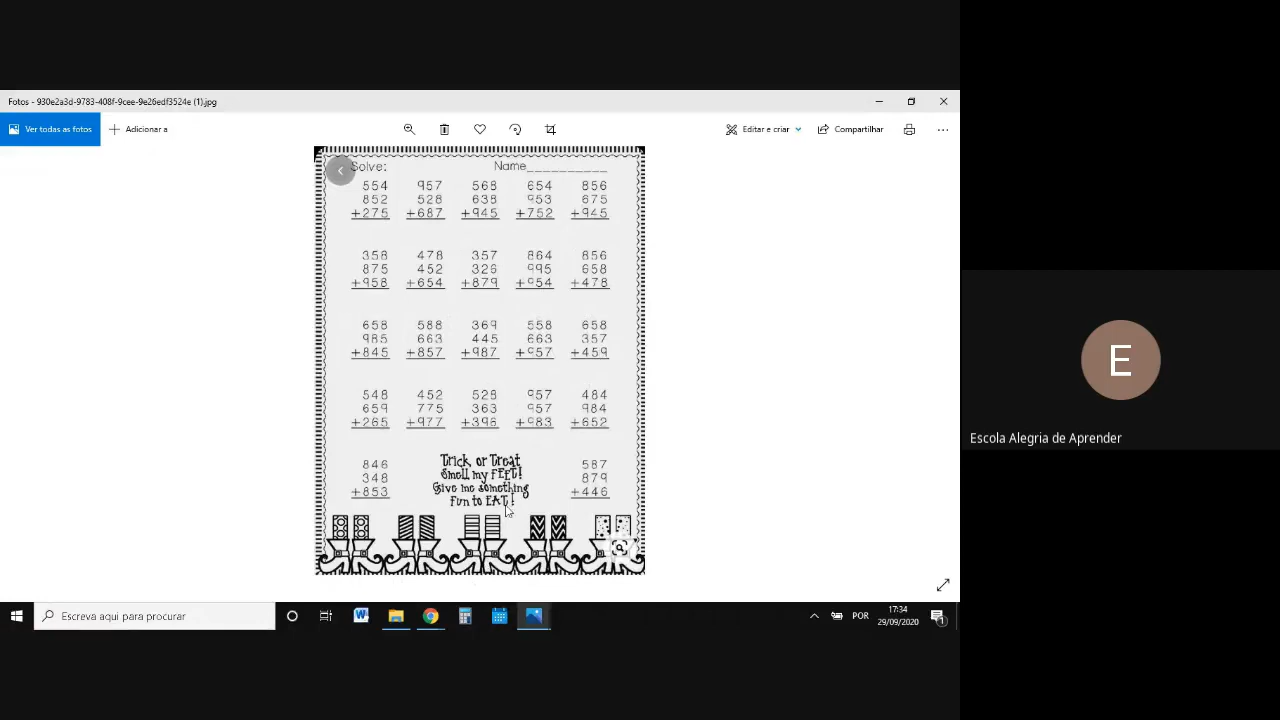 Fotos - 930e2a3d-9783-408f-9cee-9e26edf3524e (1).jpg
Ver todas as fotos
Adicionar a
Editar e criar
Compartilhar
Solve: Name__________
554 957 568 654 856
852 528 638 953 675
+275 +687 +945 +752 +945
358 478 357 864 856
875 452 326 995 658
+958 +654 +879 +954 +478
658 588 369 558 658
985 663 445 663 357
+845 +857 +987 +957 +459
548 452 528 957 484
659 775 363 957 984
+265 +977 +396 +983 +652
846 587
348 879
+853 +446
Trick or Treat
Smell my FEET!
Give me something
Fun to EAT!
E
Escola Alegria de Aprender
Escreva aqui para procurar
POR
17:34
29/09/2020
1